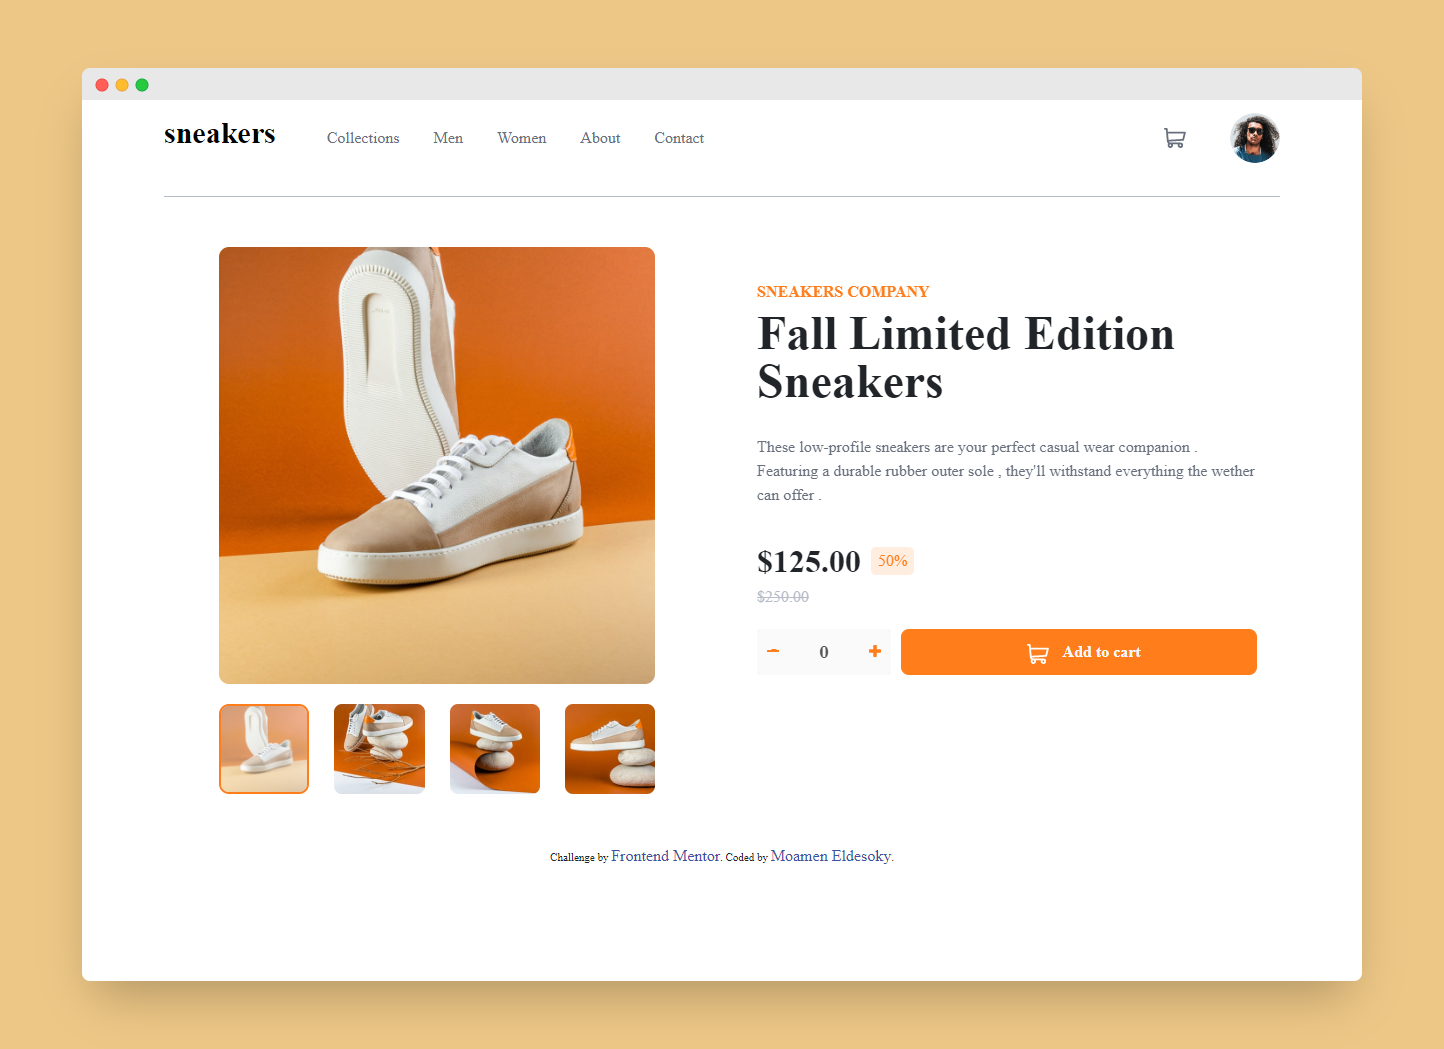 sneakers
Collections Men Women About Contact
SNEAKERS COMPANY
Fall Limited Edition
Sneakers
These low-profile sneakers are your perfect casual wear companion .
Featuring a durable rubber outer sole , they'll withstand everything the wether
can offer .
$125.00 50%
$250.00
0 Add to cart
Challenge by Frontend Mentor. Coded by Moamen Eldesoky.